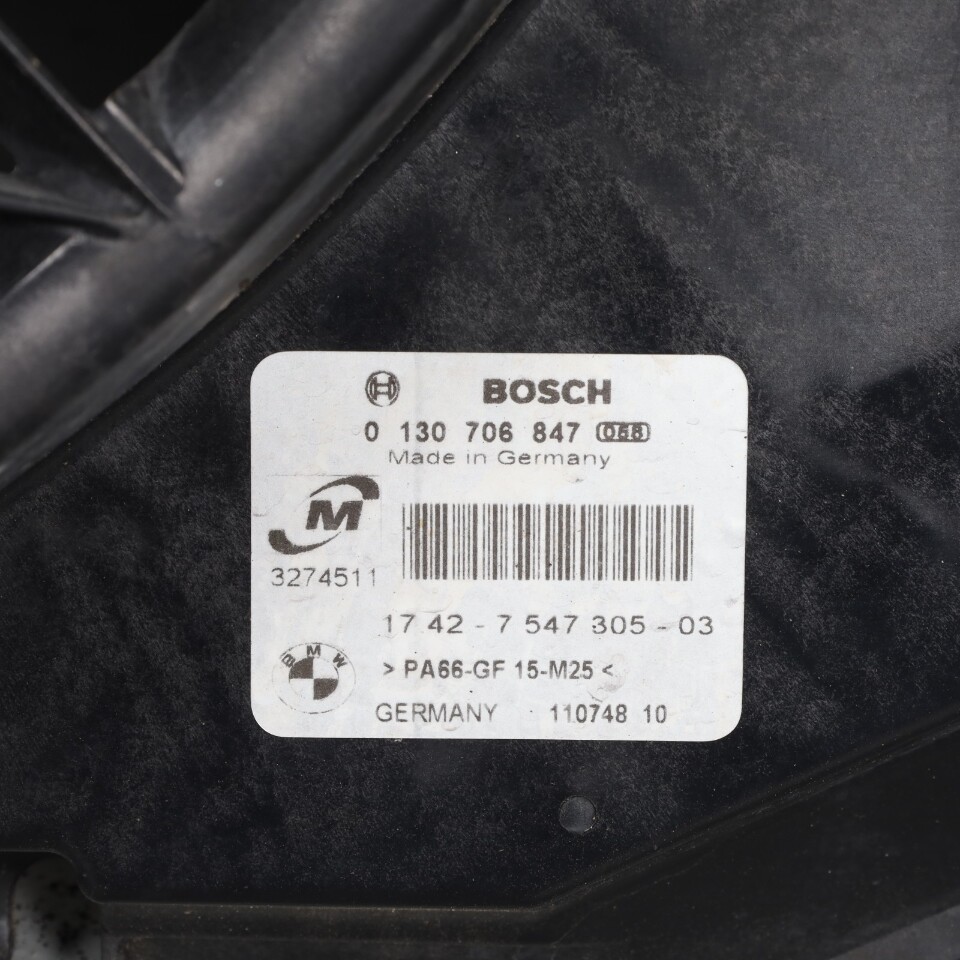 BOSCH
0 130 706 847
Made in Germany
M
3274511
17 42 - 7 547 305 - 03
BMW
> PA66-GF 15-M25 <
GERMANY 110748 10